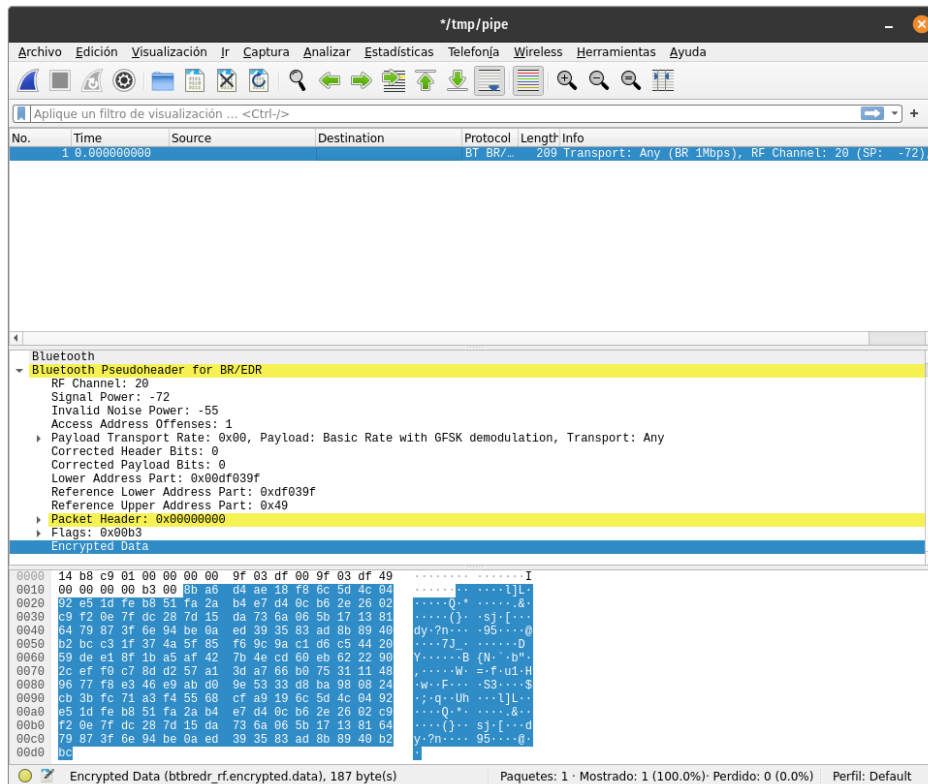 */tmp/pipe
Archivo Edición Visualización Ir Captura Analizar Estadísticas Telefonía Wireless Herramientas Ayuda
Aplique un filtro de visualización ... <Ctrl-/>
No. Time Source Destination Protocol Length Info
1 0.000000000 BT BR/… 209 Transport: Any (BR 1Mbps), RF Channel: 20 (SP: -72),
Bluetooth
Bluetooth Pseudoheader for BR/EDR
RF Channel: 20
Signal Power: -72
Invalid Noise Power: -55
Access Address Offenses: 1
Payload Transport Rate: 0x00, Payload: Basic Rate with GFSK demodulation, Transport: Any
Corrected Header Bits: 0
Corrected Payload Bits: 0
Lower Address Part: 0x00df039f
Reference Lower Address Part: 0xdf039f
Reference Upper Address Part: 0x49
Packet Header: 0x00000000
Flags: 0x00b3
Encrypted Data
0000 14 b8 c9 01 00 00 00 00 9f 03 df 00 9f 03 df 49 ········ ·······I
0010 00 00 00 00 b3 00 8b a6 d4 ae 18 f8 6c 5d 4c 04 ········ ····l]L·
0020 92 e5 1d fe b8 51 fa 2a b4 e7 d4 0c b6 2e 26 02 ·····Q·* ·····.&·
0030 c9 f2 0e 7f dc 28 7d 15 da 73 6a 06 5b 17 13 81 ·····(}· ·sj·[···
0040 64 79 87 3f 6e 94 be 0a ed 39 35 83 ad 8b 89 40 dy·?n··· ·95····@
0050 b2 bc c3 1f 37 4a 5f 85 f6 9c 9a c1 d6 c5 44 20 ····7J_· ······D
0060 59 de e1 8f 1b a5 af 42 7b 4e cd 60 eb 62 22 90 Y······B {N·`·b"·
0070 2c ef f0 c7 8d d2 57 a1 3d a7 66 b0 75 31 11 48 ,·····W· =·f·u1·H
0080 96 77 f8 e3 46 e9 ab d0 9e 53 33 d8 ba 98 08 24 ·w··F··· ·S3····$
0090 cb 3b fc 71 a3 f4 55 68 cf a9 19 6c 5d 4c 04 92 ·;·q··Uh ···l]L··
00a0 e5 1d fe b8 51 fa 2a b4 e7 d4 0c b6 2e 26 02 c9 ····Q·*· ····.&··
00b0 f2 0e 7f dc 28 7d 15 da 73 6a 06 5b 17 13 81 64 ····(}·· sj·[···d
00c0 79 87 3f 6e 94 be 0a ed 39 35 83 ad 8b 89 40 b2 y·?n···· 95····@·
00d0 bc ·
Encrypted Data (btbredr_rf.encrypted.data), 187 byte(s) Paquetes: 1 · Mostrado: 1 (100.0%)· Perdido: 0 (0.0%) Perfil: Default